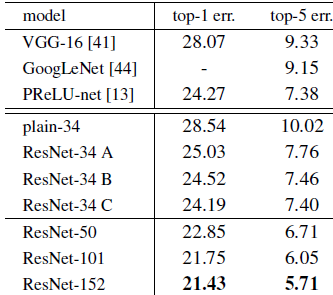 model top-1 err. top-5 err.
VGG-16 [41] 28.07 9.33
GoogLeNet [44] - 9.15
PReLU-net [13] 24.27 7.38
plain-34 28.54 10.02
ResNet-34 A 25.03 7.76
ResNet-34 B 24.52 7.46
ResNet-34 C 24.19 7.40
ResNet-50 22.85 6.71
ResNet-101 21.75 6.05
ResNet-152 21.43 5.71